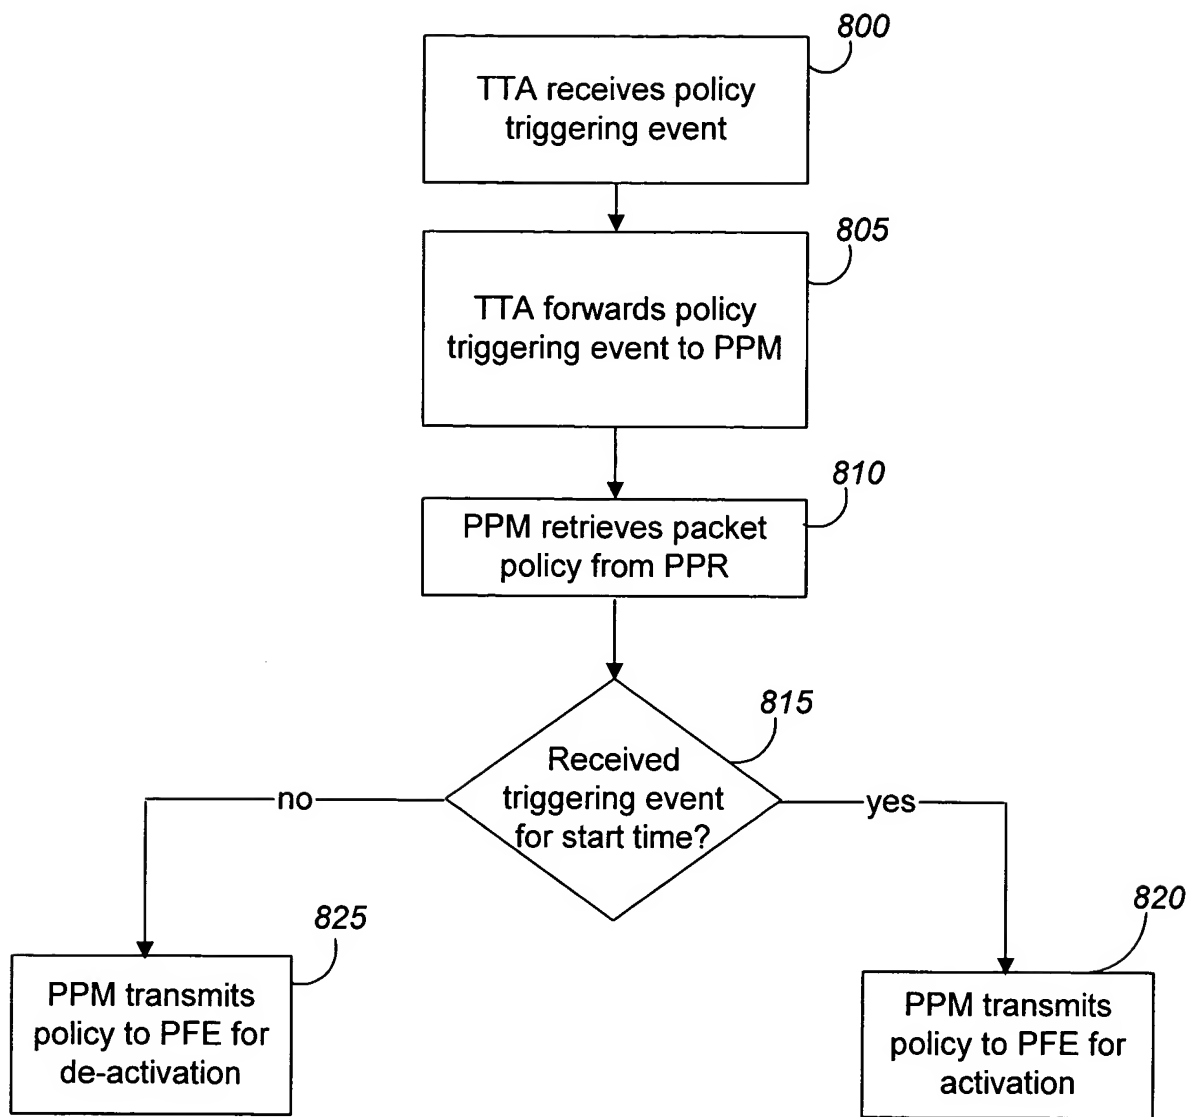 800
TTA receives policy
triggering event
805
TTA forwards policy
triggering event to PPM
810
PPM retrieves packet
policy from PPR
815
Received
triggering event
for start time?
no
yes
825
PPM transmits
policy to PFE for
de-activation
820
PPM transmits
policy to PFE for
activation